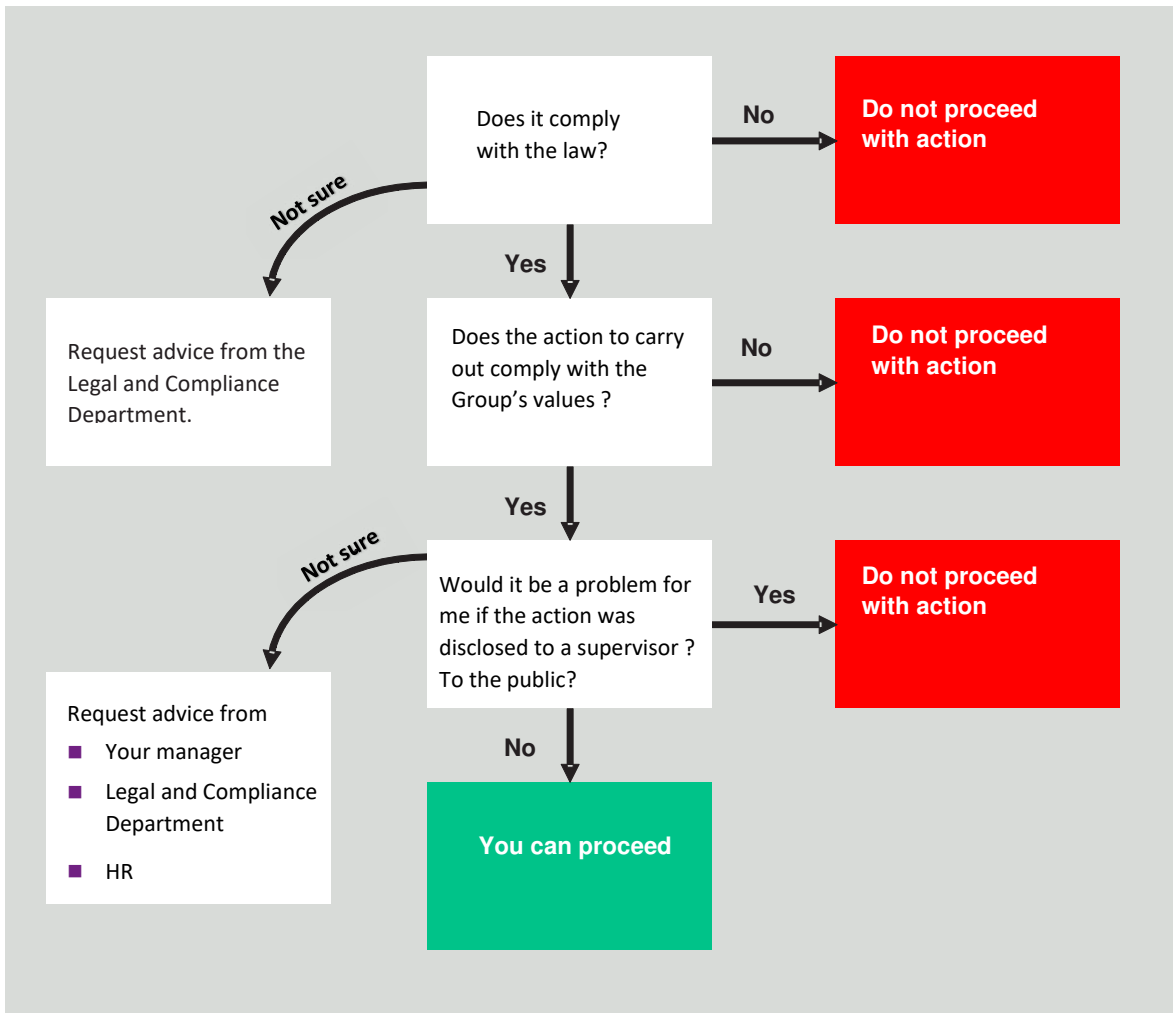 Does it comply
with the law?
No
Do not proceed
with action
Not sure
Yes
Request advice from the
Legal and Compliance
Department.
Does the action to carry
out comply with the
Group’s values ?
No
Do not proceed
with action
Yes
Not sure
Would it be a problem for
me if the action was
disclosed to a supervisor ?
To the public?
Yes
Do not proceed
with action
Request advice from
Your manager
Legal and Compliance
Department
HR
No
You can proceed